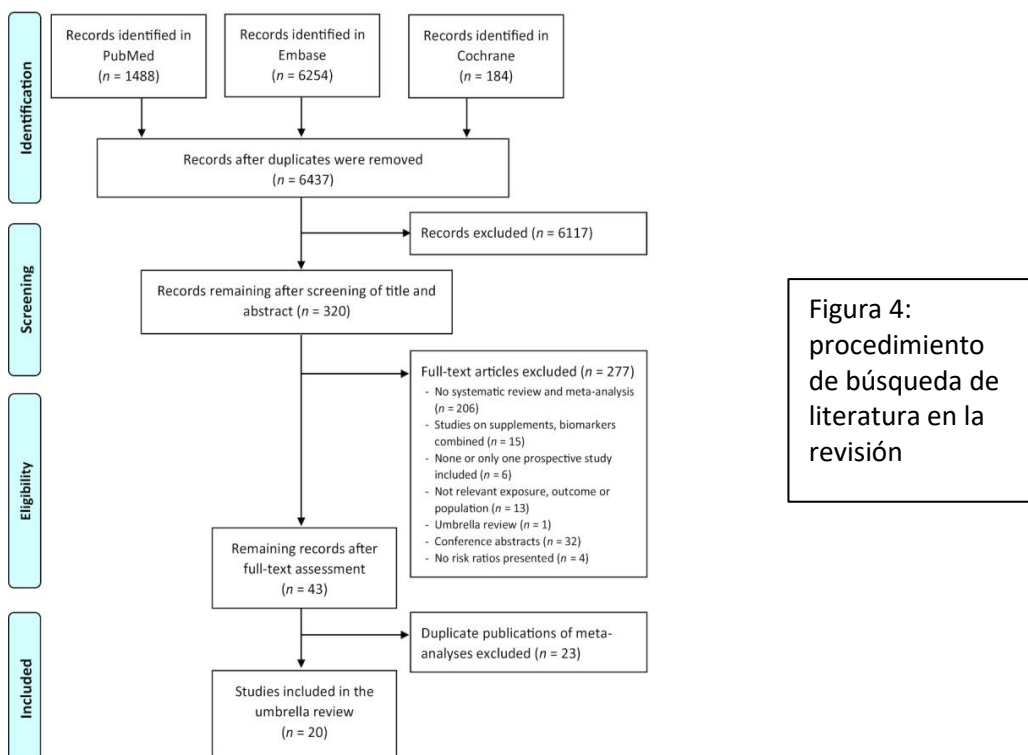 Identification
Records identified in
PubMed
(n = 1488)
Records identified in
Embase
(n = 6254)
Records identified in
Cochrane
(n = 184)
Records after duplicates were removed
(n = 6437)
Screening
Records excluded (n = 6117)
Records remaining after screening of title and
abstract (n = 320)
Eligibility
Full-text articles excluded (n = 277)
- No systematic review and meta-analysis
(n = 206)
- Studies on supplements, biomarkers
combined (n = 15)
- None or only one prospective study
included (n = 6)
- Not relevant exposure, outcome or
population (n = 13)
- Umbrella review (n = 1)
- Conference abstracts (n = 32)
- No risk ratios presented (n = 4)
Remaining records after
full-text assessment
(n = 43)
Included
Duplicate publications of meta-
analyses excluded (n = 23)
Studies included in the
umbrella review
(n = 20)
Figura 4:
procedimiento
de búsqueda de
literatura en la
revisión